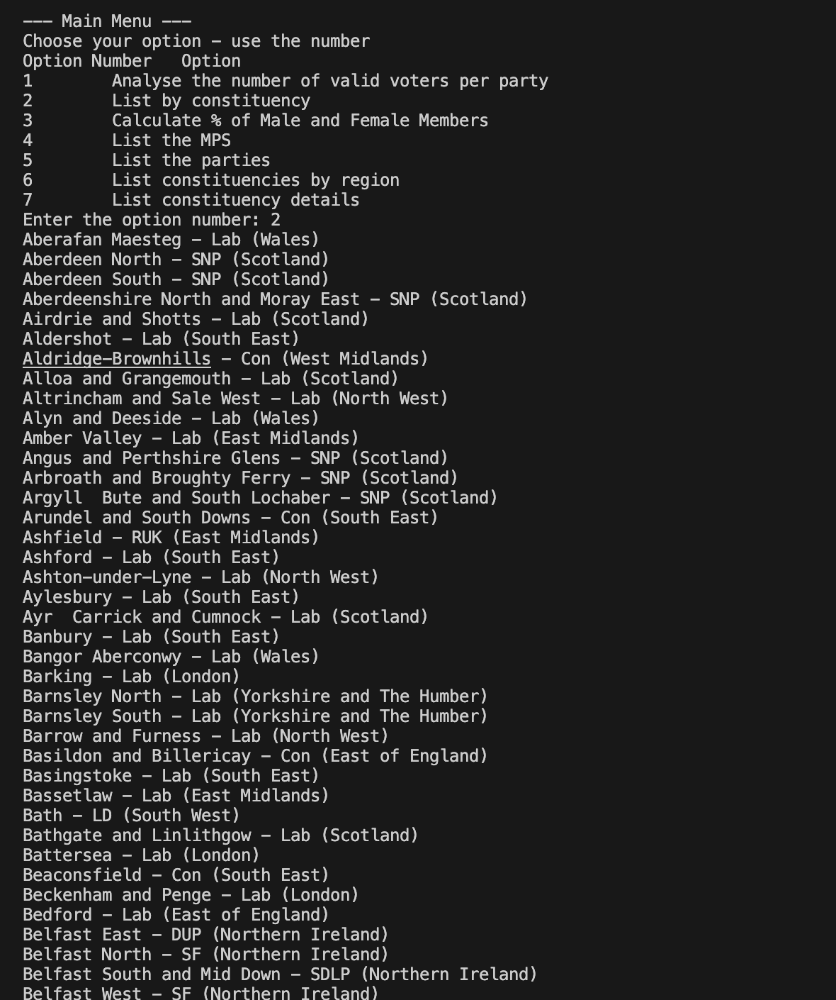 --- Main Menu ---
Choose your option - use the number
Option Number   Option
1        Analyse the number of valid voters per party
2        List by constituency
3        Calculate % of Male and Female Members
4        List the MPS
5        List the parties
6        List constituencies by region
7        List constituency details
Enter the option number: 2
Aberafan Maesteg - Lab (Wales)
Aberdeen North - SNP (Scotland)
Aberdeen South - SNP (Scotland)
Aberdeenshire North and Moray East - SNP (Scotland)
Airdrie and Shotts - Lab (Scotland)
Aldershot - Lab (South East)
Aldridge-Brownhills - Con (West Midlands)
Alloa and Grangemouth - Lab (Scotland)
Altrincham and Sale West - Lab (North West)
Alyn and Deeside - Lab (Wales)
Amber Valley - Lab (East Midlands)
Angus and Perthshire Glens - SNP (Scotland)
Arbroath and Broughty Ferry - SNP (Scotland)
Argyll  Bute and South Lochaber - SNP (Scotland)
Arundel and South Downs - Con (South East)
Ashfield - RUK (East Midlands)
Ashford - Lab (South East)
Ashton-under-Lyne - Lab (North West)
Aylesbury - Lab (South East)
Ayr  Carrick and Cumnock - Lab (Scotland)
Banbury - Lab (South East)
Bangor Aberconwy - Lab (Wales)
Barking - Lab (London)
Barnsley North - Lab (Yorkshire and The Humber)
Barnsley South - Lab (Yorkshire and The Humber)
Barrow and Furness - Lab (North West)
Basildon and Billericay - Con (East of England)
Basingstoke - Lab (South East)
Bassetlaw - Lab (East Midlands)
Bath - LD (South West)
Bathgate and Linlithgow - Lab (Scotland)
Battersea - Lab (London)
Beaconsfield - Con (South East)
Beckenham and Penge - Lab (London)
Bedford - Lab (East of England)
Belfast East - DUP (Northern Ireland)
Belfast North - SF (Northern Ireland)
Belfast South and Mid Down - SDLP (Northern Ireland)
Belfast West - SF (Northern Ireland)